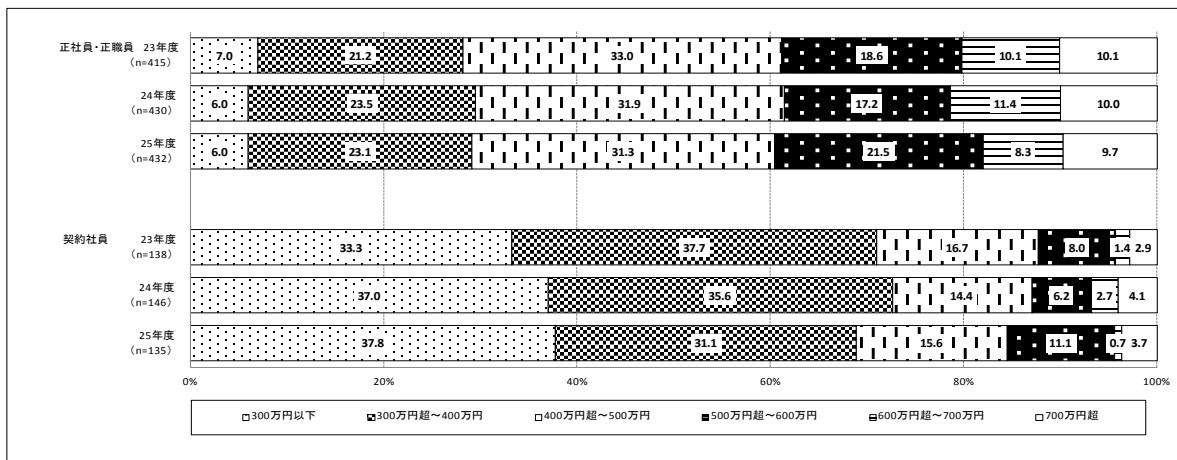 正社員・正職員 23年度
(n=415)
7.0 21.2 33.0 18.6 10.1 10.1
24年度
(n=430)
6.0 23.5 31.9 17.2 11.4 10.0
25年度
(n=432)
6.0 23.1 31.3 21.5 8.3 9.7
契約社員 23年度
(n=138)
33.3 37.7 16.7 8.0 1.4 2.9
24年度
(n=146)
37.0 35.6 14.4 6.2 2.7 4.1
25年度
(n=135)
37.8 31.1 15.6 11.1 0.7 3.7
0% 20% 40% 60% 80% 100%
300万円以下 300万円超～400万円 400万円超～500万円 500万円超～600万円 600万円超～700万円 700万円超